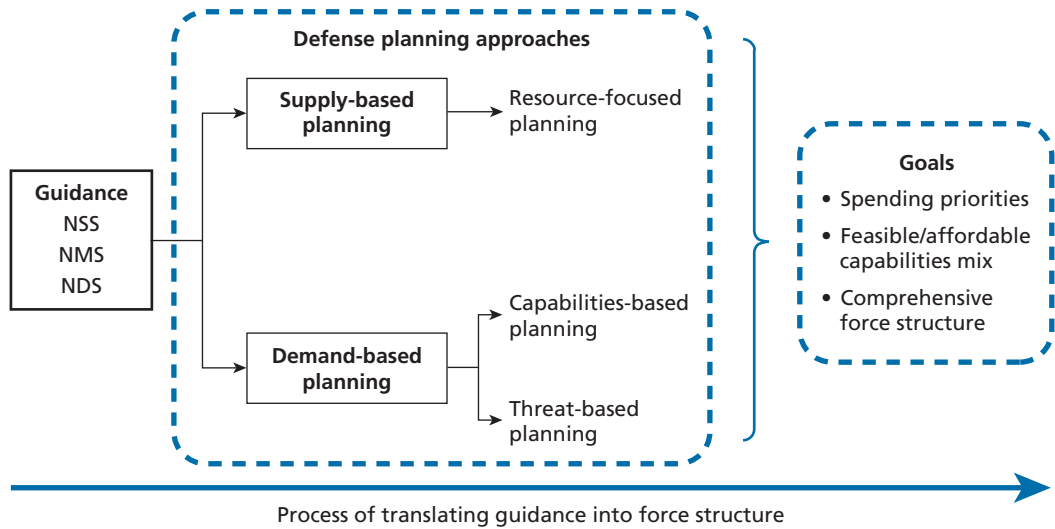 Defense planning approaches
Guidance
NSS
NMS
NDS
Supply-based
planning
Resource-focused
planning
Demand-based
planning
Capabilities-based
planning
Threat-based
planning
Goals
• Spending priorities
• Feasible/affordable
capabilities mix
• Comprehensive
force structure
Process of translating guidance into force structure